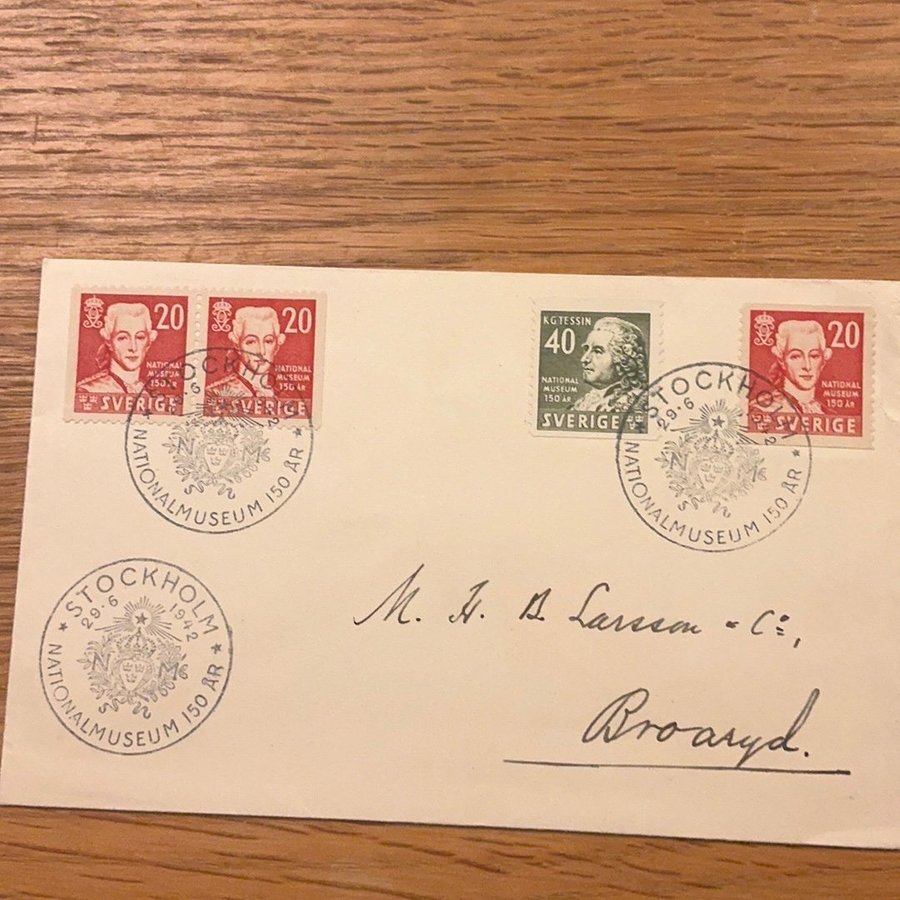 20
NATIONAL
MUSEUM
150 ÅR
SVERIGE
20
NATIONAL
MUSEUM
150 ÅR
SVERIGE
K G TESSIN
40
NATIONAL
MUSEUM
150 ÅR
SVERIGE
20
NATIONAL
MUSEUM
150 ÅR
SVERIGE
STOCKHOLM
29·6 1942
N M
NATIONALMUSEUM 150 ÅR
STOCKHOLM
29·6 1942
N M
NATIONALMUSEUM 150 ÅR
STOCKHOLM
29·6 1942
N M
NATIONALMUSEUM 150 ÅR
M. H. B. Larsson & Co.,
Broaryd.